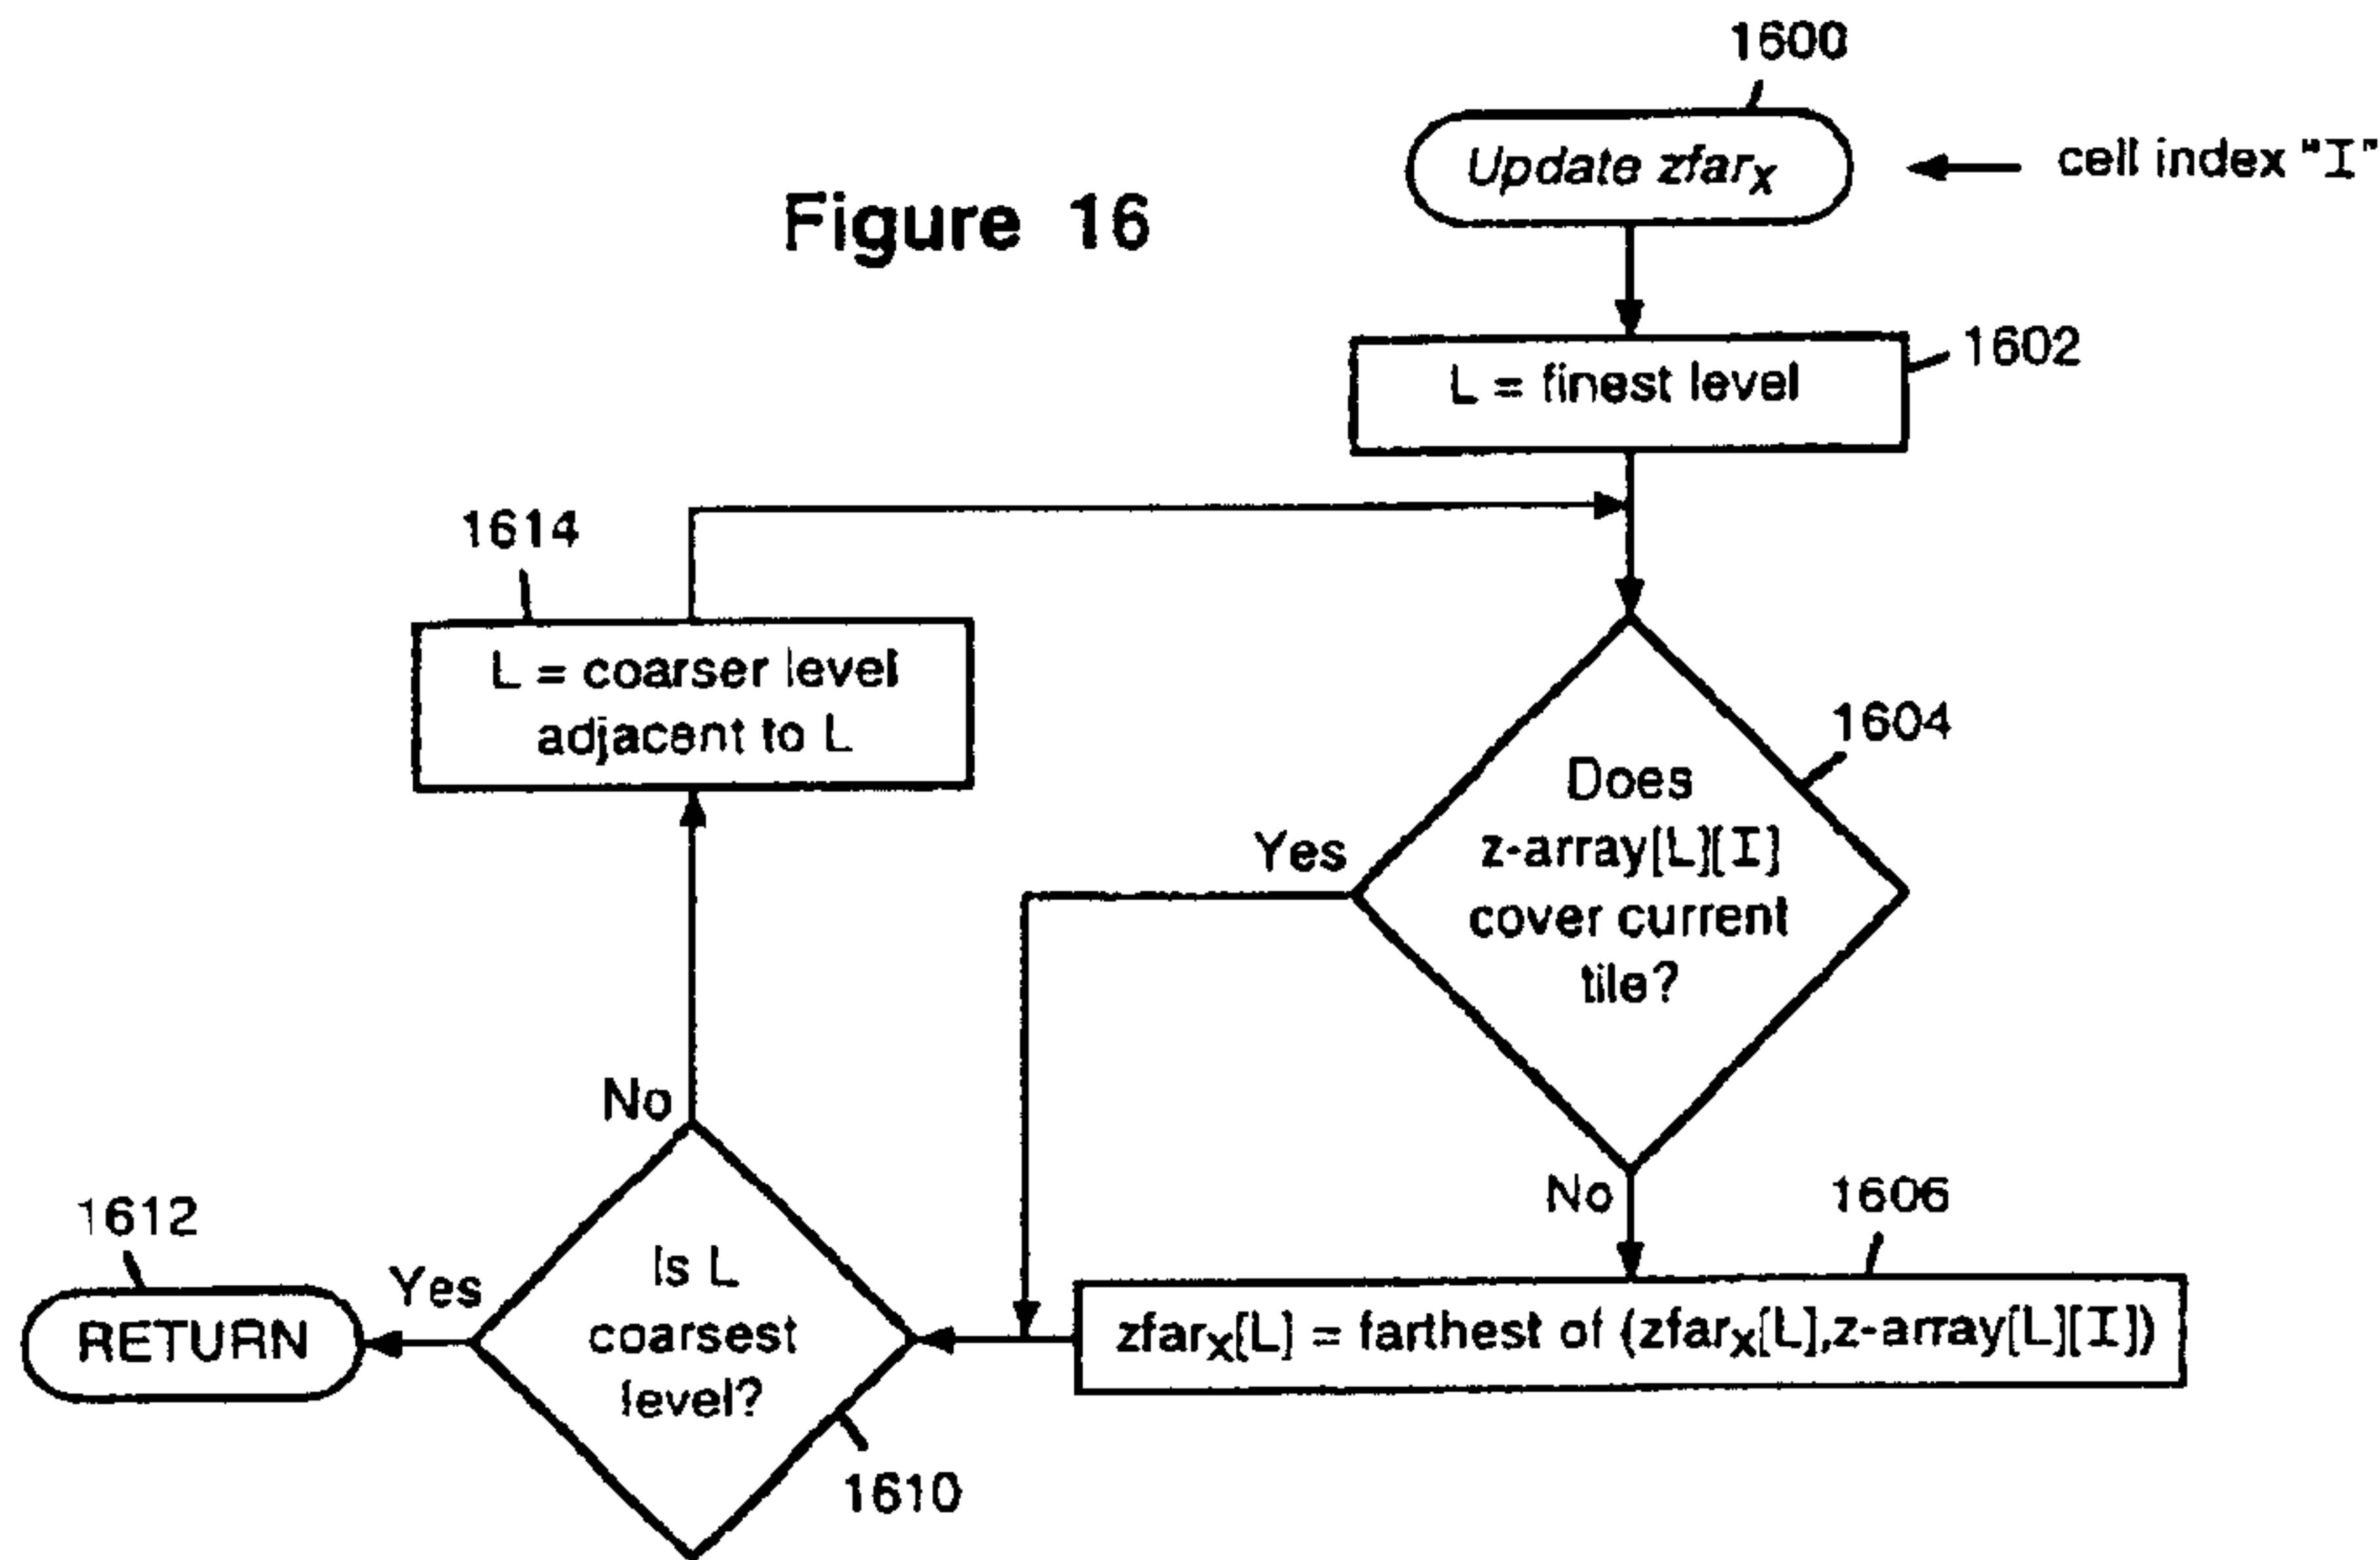 1600
Update zfarx
cell index "I"
Figure 16
L = finest level
1602
1614
L = coarser level
adjacent to L
1604
Does
z-array[L][I]
cover current
tile?
Yes
No
No
1606
zfarx[L] = farthest of (zfarx[L],z-array[L][I])
1612
RETURN
Yes
Is L
coarsest
level?
1610